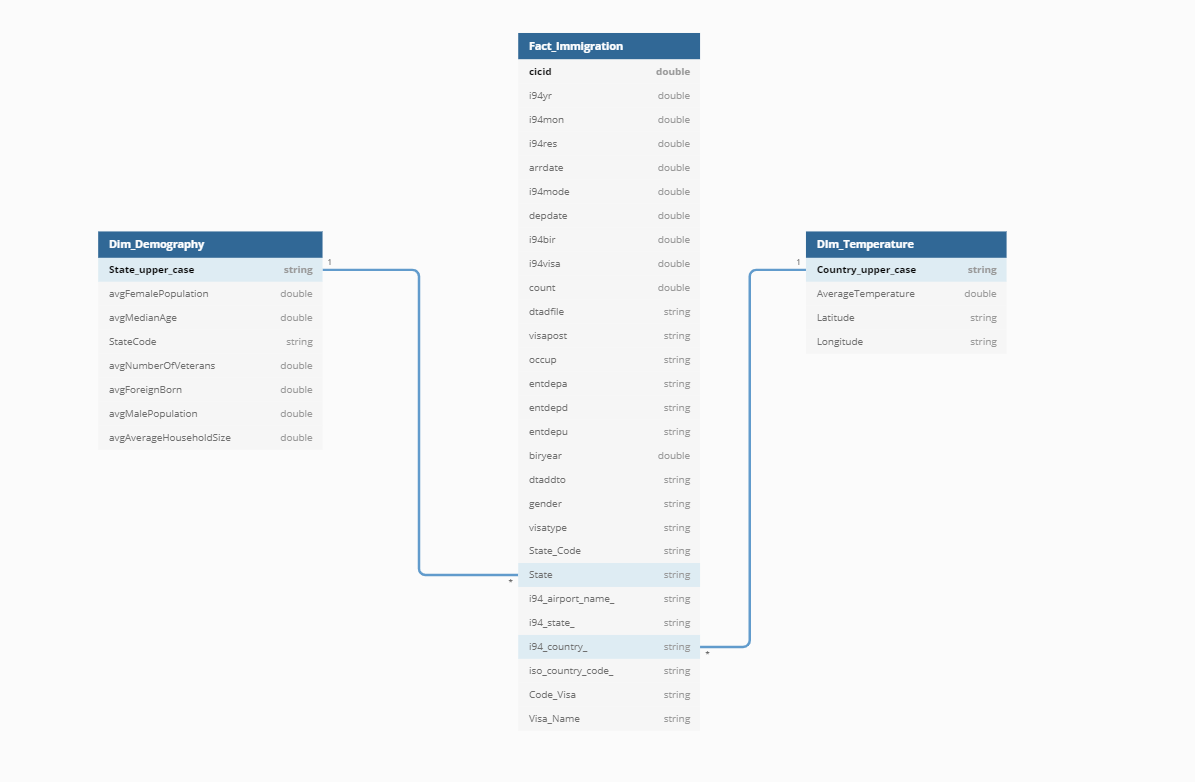 Fact_Immigration
cicid double
i94yr double
i94mon double
i94res double
arrdate double
i94mode double
depdate double
i94bir double
i94visa double
count double
dtadfile string
visapost string
occup string
entdepa string
entdepd string
entdepu string
biryear double
dtaddto string
gender string
visatype string
State_Code string
State string
i94_airport_name_ string
i94_state_ string
i94_country_ string
iso_country_code_ string
Code_Visa string
Visa_Name string
Dim_Demography
State_upper_case string
avgFemalePopulation double
avgMedianAge double
StateCode string
avgNumberOfVeterans double
avgForeignBorn double
avgMalePopulation double
avgAverageHouseholdSize double
1
*
Dim_Temperature
Country_upper_case string
AverageTemperature double
Latitude string
Longitude string
1
*